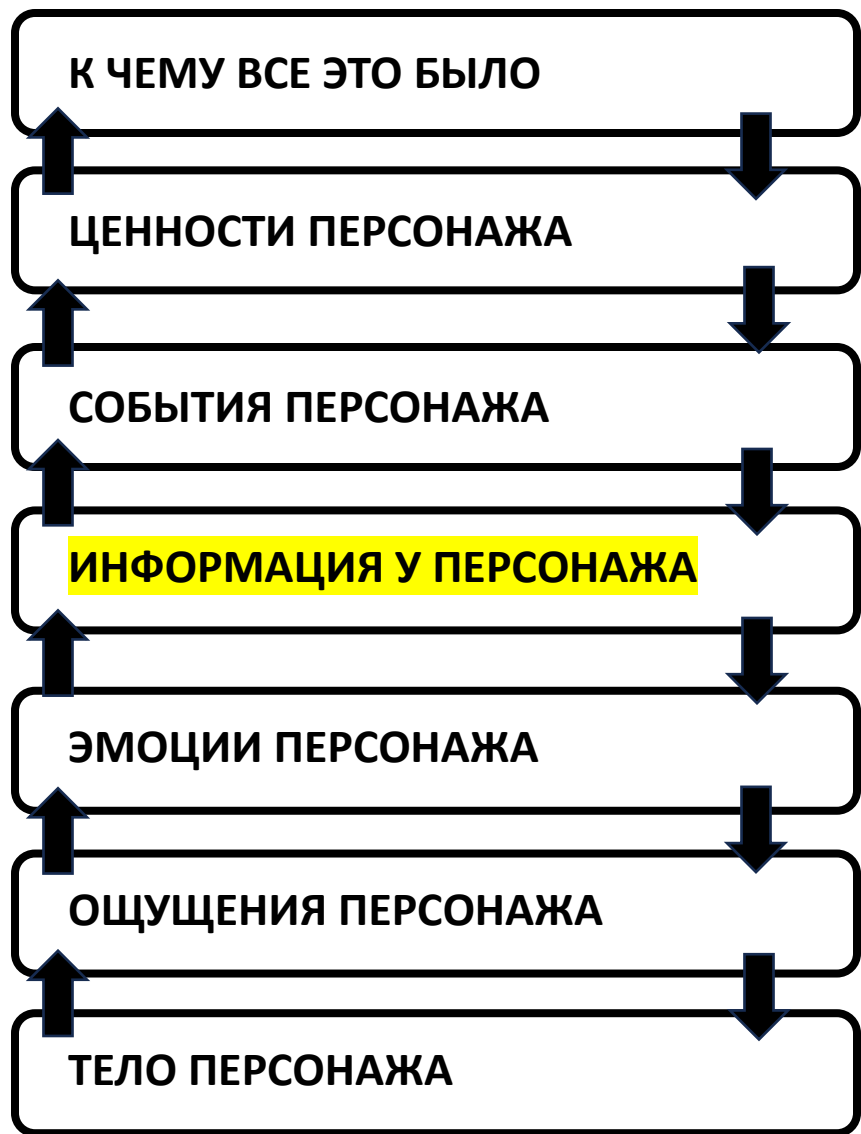 К ЧЕМУ ВСЕ ЭТО БЫЛО
ЦЕННОСТИ ПЕРСОНАЖА
СОБЫТИЯ ПЕРСОНАЖА
ИНФОРМАЦИЯ У ПЕРСОНАЖА
ЭМОЦИИ ПЕРСОНАЖА
ОЩУЩЕНИЯ ПЕРСОНАЖА
ТЕЛО ПЕРСОНАЖА